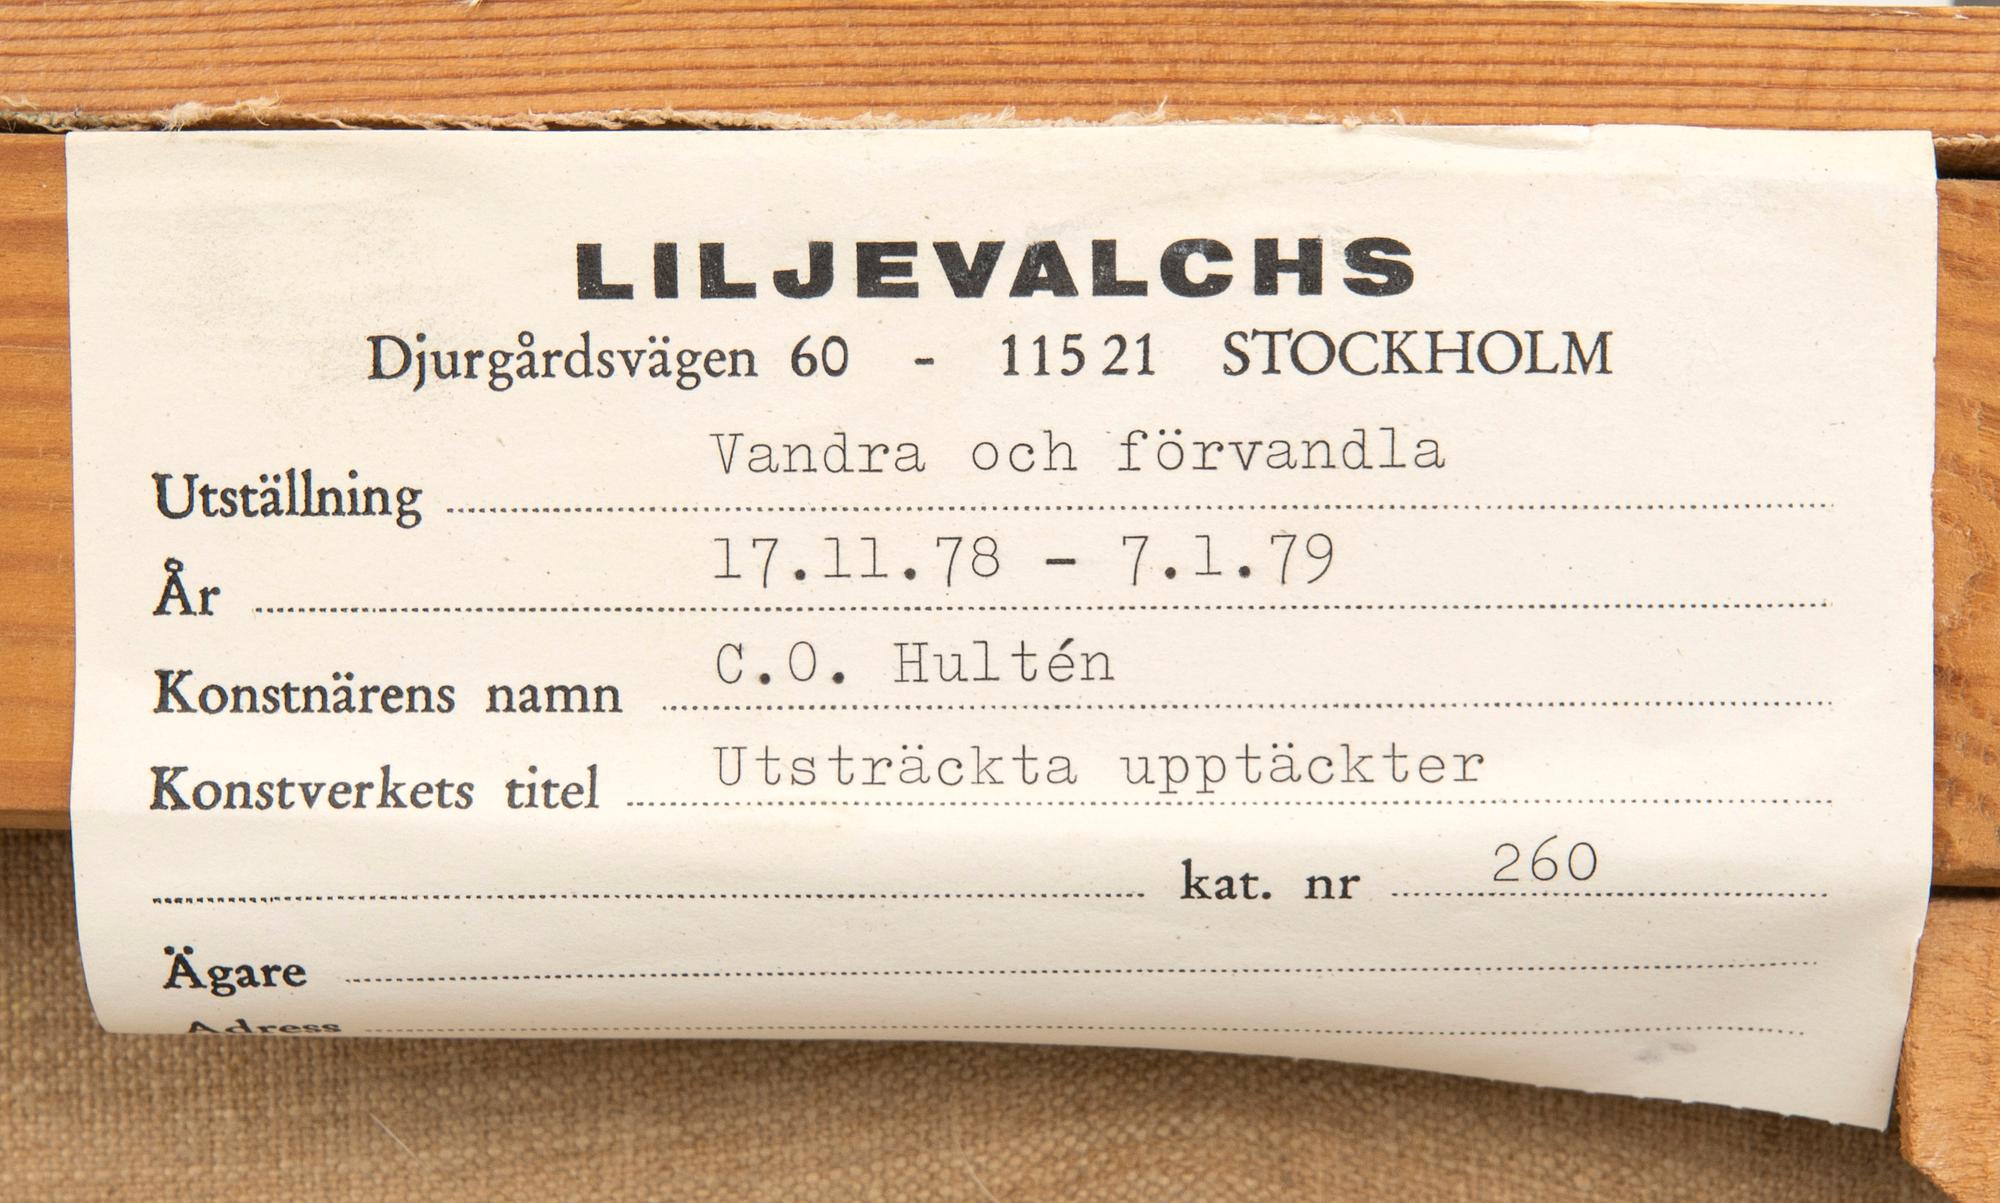 LILJEVALCHS
Djurgårdsvägen 60 - 115 21 STOCKHOLM
Utställning Vandra och förvandla
År 17.11.78 - 7.1.79
Konstnärens namn C.O. Hultén
Konstverkets titel Utsträckta upptäckter
kat. nr 260
Ägare
Adress